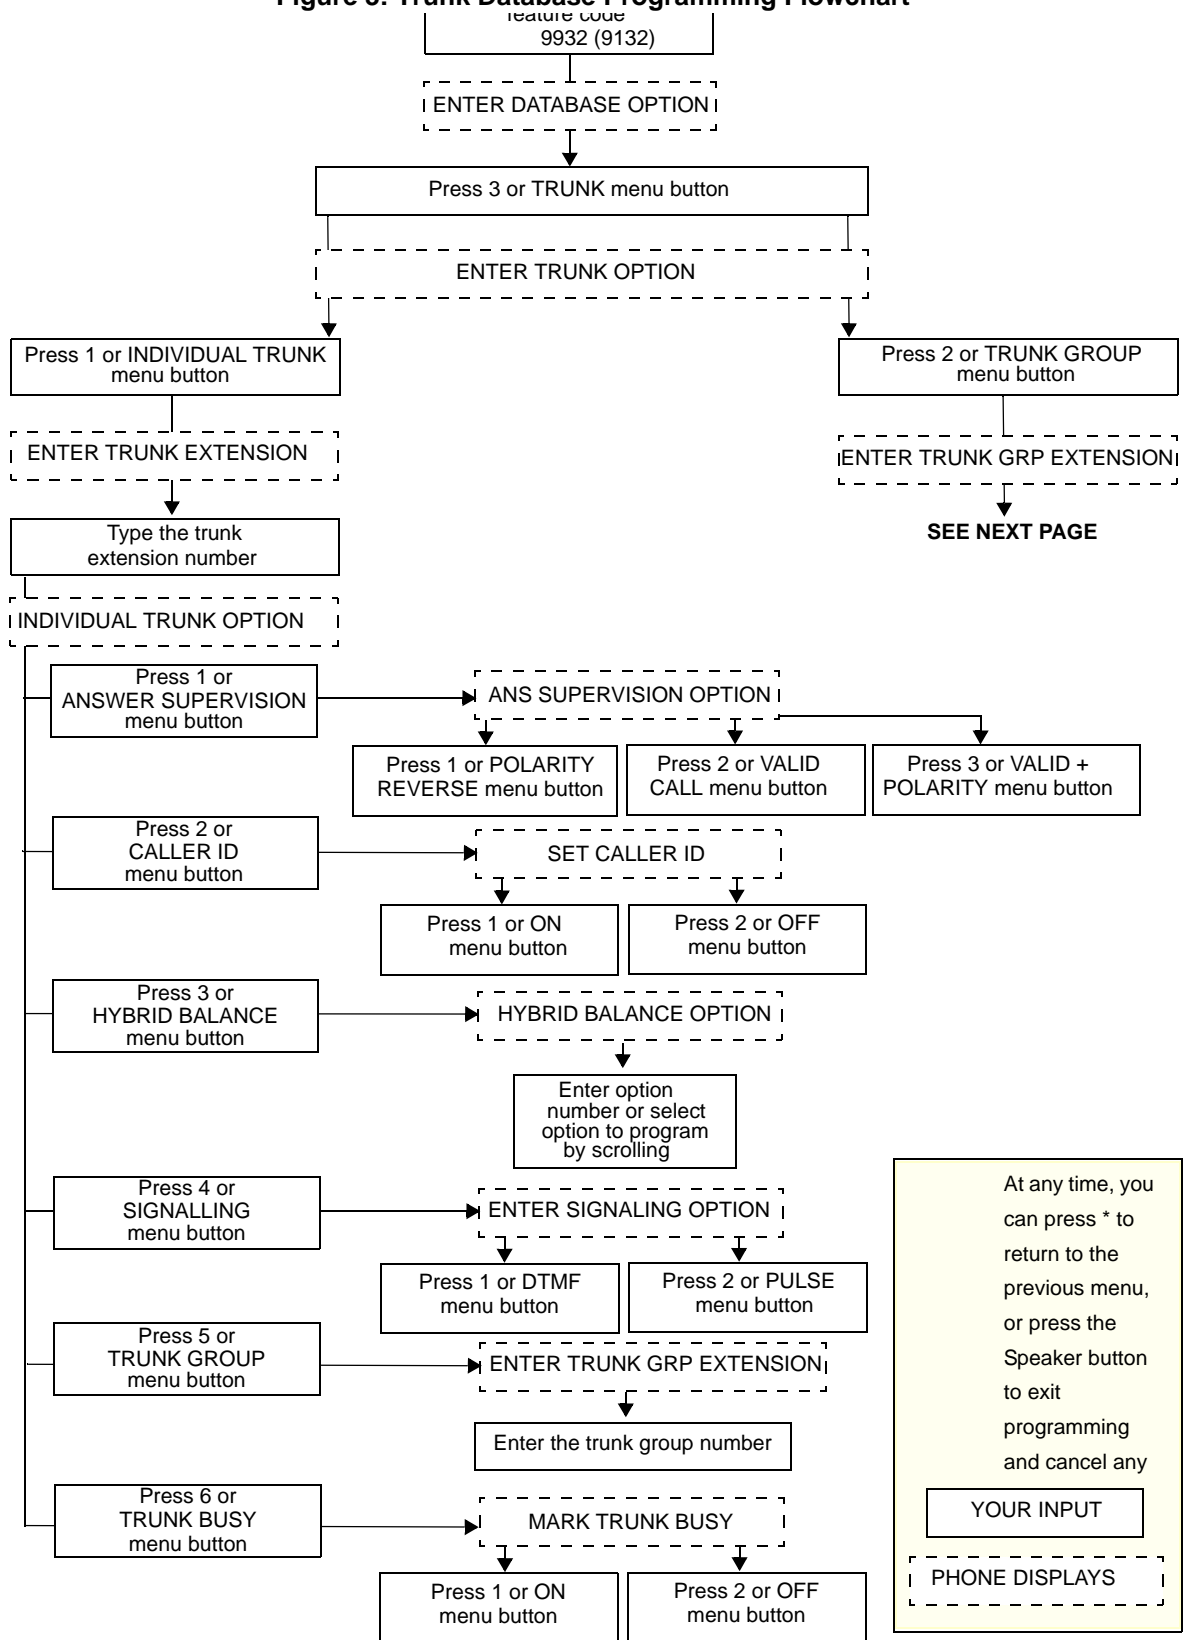 Figure 3. Trunk Database Programming Flowchart
feature code
9932 (9132)
ENTER DATABASE OPTION
Press 3 or TRUNK menu button
ENTER TRUNK OPTION
Press 1 or INDIVIDUAL TRUNK
menu button
Press 2 or TRUNK GROUP
menu button
ENTER TRUNK EXTENSION
ENTER TRUNK GRP EXTENSION
Type the trunk
extension number
SEE NEXT PAGE
INDIVIDUAL TRUNK OPTION
Press 1 or
ANSWER SUPERVISION
menu button
ANS SUPERVISION OPTION
Press 1 or POLARITY
REVERSE menu button
Press 2 or VALID
CALL menu button
Press 3 or VALID +
POLARITY menu button
Press 2 or
CALLER ID
menu button
SET CALLER ID
Press 1 or ON
menu button
Press 2 or OFF
menu button
Press 3 or
HYBRID BALANCE
menu button
HYBRID BALANCE OPTION
Enter option
number or select
option to program
by scrolling
Press 4 or
SIGNALLING
menu button
ENTER SIGNALING OPTION
Press 1 or DTMF
menu button
Press 2 or PULSE
menu button
Press 5 or
TRUNK GROUP
menu button
ENTER TRUNK GRP EXTENSION
Enter the trunk group number
Press 6 or
TRUNK BUSY
menu button
MARK TRUNK BUSY
Press 1 or ON
menu button
Press 2 or OFF
menu button
At any time, you
can press * to
return to the
previous menu,
or press the
Speaker button
to exit
programming
and cancel any
YOUR INPUT
PHONE DISPLAYS